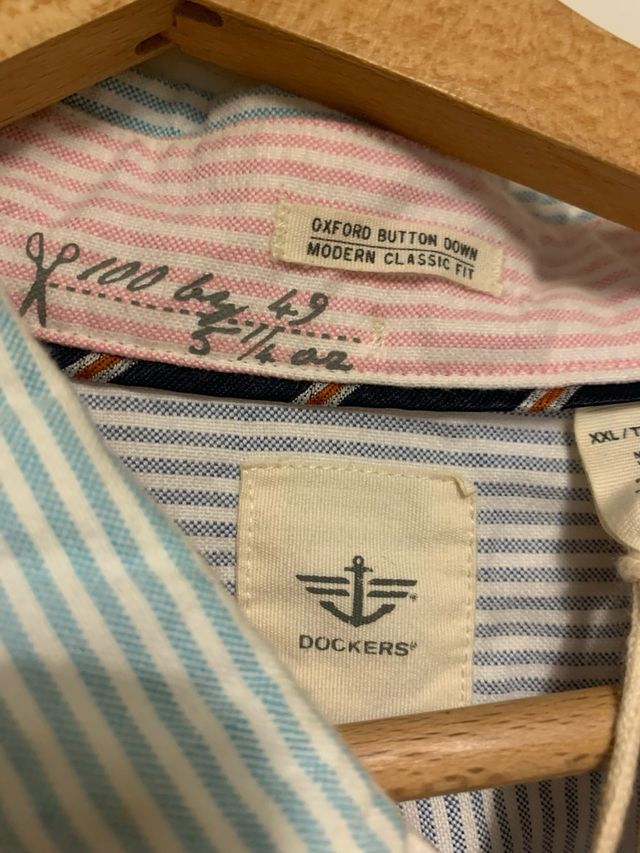 OXFORD BUTTON DOWN
MODERN CLASSIC FIT
100 by 49
5 1/4 oz
XXL/T
DOCKERS®